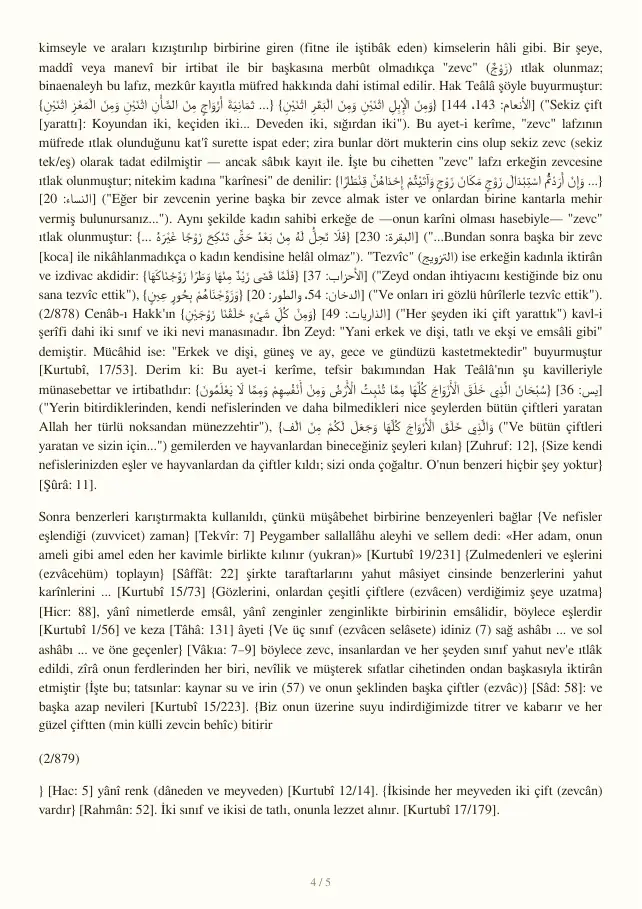 kimseyle ve araları kızıştırılıp birbirine giren (fitne ile iştibâk eden) kimselerin hâli gibi. Bir şeye,
maddî veya manevî bir irtibat ile bir başkasına merbût olmadıkça "zevc" (زَوْجٌ) ıtlak olunmaz;
binaenaleyh bu lafız, mezkûr kayıtla müfred hakkında dahi istimal edilir. Hak Teâlâ şöyle buyurmuştur:
{ثَمَانِيَةَ أَزْوَاجٍ مِنَ الضَّأْنِ اثْنَيْنِ وَمِنَ الْمَعْزِ اثْنَيْنِ ... {وَمِنَ الْإِبِلِ اثْنَيْنِ وَمِنَ الْبَقَرِ اثْنَيْنِ} [الأنعام: 143، 144] ("Sekiz çift
[yarattı]: Koyundan iki, keçiden iki... Deveden iki, sığırdan iki"). Bu ayet-i kerîme, "zevc" lafzının
müfrede ıtlak olunduğunu kat'î surette ispat eder; zira bunlar dört mukterin cins olup sekiz zevc (sekiz
tek/eş) olarak tadat edilmiştir — ancak sâbık kayıt ile. İşte bu cihetten "zevc" lafzı erkeğin zevcesine
ıtlak olunmuştur; nitekim kadına "karînesi" de denilir: {وَإِنْ أَرَدْتُمُ اسْتِبْدَالَ زَوْجٍ مَكَانَ زَوْجٍ وَآتَيْتُمْ إِحْدَاهُنَّ قِنْطَارًا ...}
[النساء: 20] ("Eğer bir zevcenin yerine başka bir zevce almak ister ve onlardan birine kantarla mehir
vermiş bulunursanız..."). Aynı şekilde kadın sahibi erkeğe de —onun karîni olması hasebiyle— "zevc"
ıtlak olunmuştur: {فَلَا تَحِلُّ لَهُ مِنْ بَعْدُ حَتَّى تَنْكِحَ زَوْجًا غَيْرَهُ ...} [البقرة: 230] ("...Bundan sonra başka bir zevc
[koca] ile nikâhlanmadıkça o kadın kendisine helâl olmaz"). "Tezvîc" (التزويج) ise erkeğin kadınla iktirân
ve izdivac akdidir: {فَلَمَّا قَضَى زَيْدٌ مِنْهَا وَطَرًا زَوَّجْنَاكَهَا} [الأحزاب: 37] ("Zeyd ondan ihtiyacını kestiğinde biz onu
sana tezvîc ettik"), {وَزَوَّجْنَاهُمْ بِحُورٍ عِينٍ} [الدخان: 54، والطور: 20] ("Ve onları iri gözlü hûrîlerle tezvîc ettik").
(2/878) Cenâb-ı Hakk'ın {وَمِنْ كُلِّ شَيْءٍ خَلَقْنَا زَوْجَيْنِ} [الذاريات: 49] ("Her şeyden iki çift yarattık") kavl-i
şerîfi dahi iki sınıf ve iki nevi manasınadır. İbn Zeyd: "Yani erkek ve dişi, tatlı ve ekşi ve emsâli gibi"
demiştir. Mücâhid ise: "Erkek ve dişi, güneş ve ay, gece ve gündüzü kastetmektedir" buyurmuştur
[Kurtubî, 17/53]. Derim ki: Bu ayet-i kerîme, tefsir bakımından Hak Teâlâ'nın şu kavilleriyle
münasebettar ve irtibatlıdır: {سُبْحَانَ الَّذِي خَلَقَ الْأَزْوَاجَ كُلَّهَا مِمَّا تُنْبِتُ الْأَرْضُ وَمِنْ أَنْفُسِهِمْ وَمِمَّا لَا يَعْلَمُونَ} [يس: 36]
("Yerin bitirdiklerinden, kendi nefislerinden ve daha bilmedikleri nice şeylerden bütün çiftleri yaratan
Allah her türlü noksandan münezzehtir"), {وَالَّذِي خَلَقَ الْأَزْوَاجَ كُلَّهَا وَجَعَلَ لَكُمْ مِنَ الْف} ("Ve bütün çiftleri
yaratan ve sizin için...") gemilerden ve hayvanlardan bineceğiniz şeyleri kılan} [Zuhruf: 12], {Size kendi
nefislerinizden eşler ve hayvanlardan da çiftler kıldı; sizi onda çoğaltır. O'nun benzeri hiçbir şey yoktur}
[Şûrâ: 11].
Sonra benzerleri karıştırmakta kullanıldı, çünkü müşâbehet birbirine benzeyenleri bağlar {Ve nefisler
eşlendiği (zuvvicet) zaman} [Tekvîr: 7] Peygamber sallallâhu aleyhi ve sellem dedi: «Her adam, onun
ameli gibi amel eden her kavimle birlikte kılınır (yukran)» [Kurtubî 19/231] {Zulmedenleri ve eşlerini
(ezvâcehüm) toplayın} [Sâffât: 22] şirkte taraftarlarını yahut mâsiyet cinsinde benzerlerini yahut
karînlerini ... [Kurtubî 15/73] {Gözlerini, onlardan çeşitli çiftlere (ezvâcen) verdiğimiz şeye uzatma}
[Hicr: 88], yânî nimetlerde emsâl, yânî zenginler zenginlikte birbirinin emsâlidir, böylece eşlerdir
[Kurtubî 1/56] ve keza [Tâhâ: 131] âyeti {Ve üç sınıf (ezvâcen selâsete) idiniz (7) sağ ashâbı ... ve sol
ashâbı ... ve öne geçenler} [Vâkıa: 7–9] böylece zevc, insanlardan ve her şeyden sınıf yahut nev'e ıtlâk
edildi, zîrâ onun ferdlerinden her biri, nevîlik ve müşterek sıfatlar cihetinden ondan başkasıyla iktirân
etmiştir {İşte bu; tatsınlar: kaynar su ve irin (57) ve onun şeklinden başka çiftler (ezvâc)} [Sâd: 58]: ve
başka azap nevileri [Kurtubî 15/223]. {Biz onun üzerine suyu indirdiğimizde titrer ve kabarır ve her
güzel çiftten (min külli zevcin behîc) bitirir
(2/879)
} [Hac: 5] yânî renk (dâneden ve meyveden) [Kurtubî 12/14]. {İkisinde her meyveden iki çift (zevcân)
vardır} [Rahmân: 52]. İki sınıf ve ikisi de tatlı, onunla lezzet alınır. [Kurtubî 17/179].
4 / 5